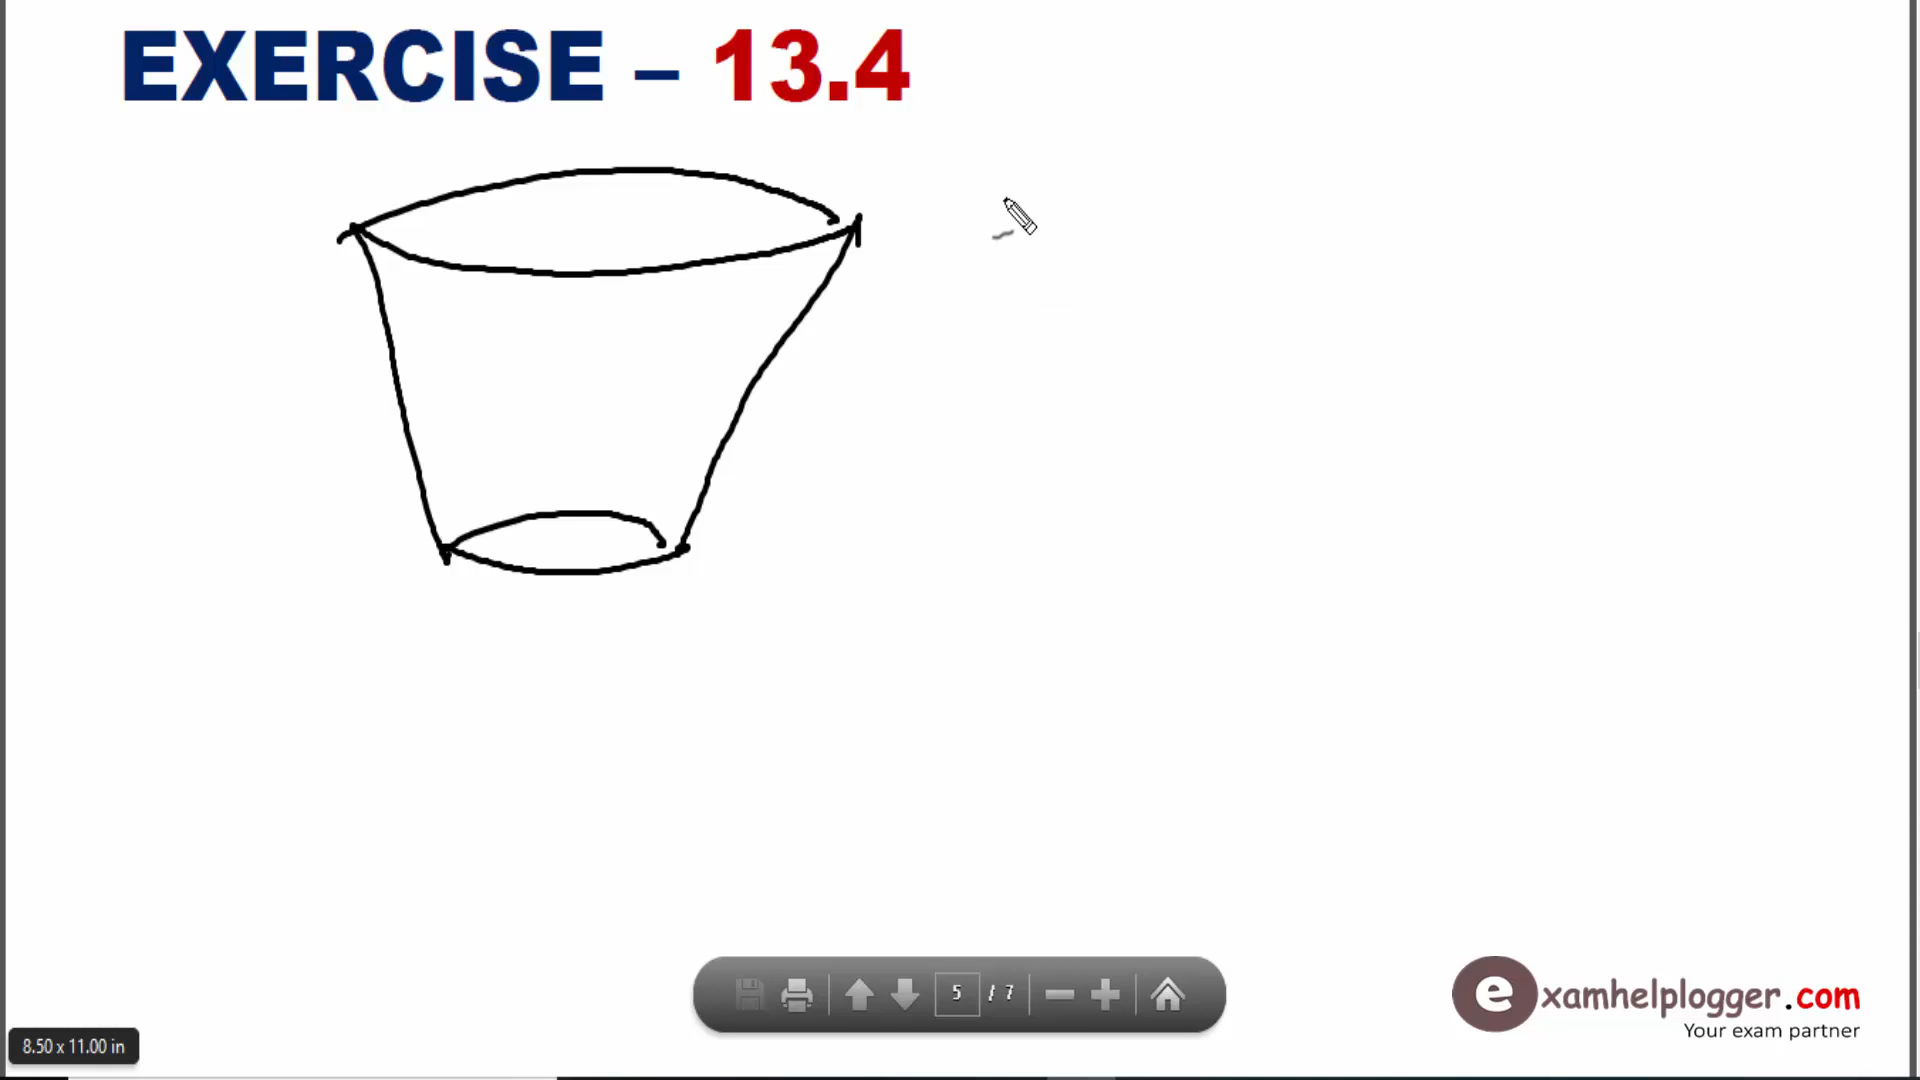 EXERCISE – 13.4
5 / 7
examhelplogger.com
Your exam partner
8.50 x 11.00 in